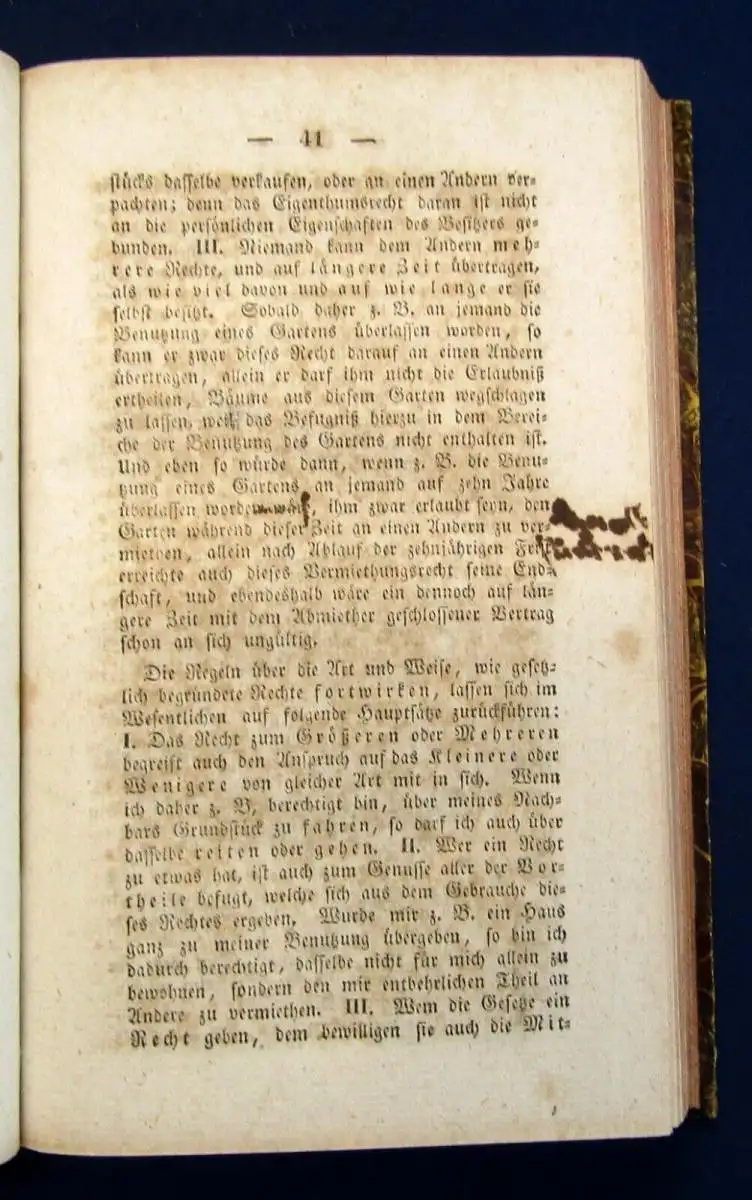 — 41 —
stücks dasselbe verkaufen, oder an einen Andern ver-
pachten; denn das Eigenthumsrecht daran ist nicht
an die persönlichen Eigenschaften des Besitzers ge-
bunden. III. Niemand kann dem Andern meh-
rere Rechte, und auf längere Zeit übertragen,
als wie viel davon und auf wie lange er sie
selbst besitzt. Sobald daher z. B. an jemand die
Benutzung eines Gartens überlassen worden, so
kann er zwar dieses Recht darauf an einen Andern
übertragen, allein er darf ihm nicht die Erlaubniß
ertheilen, Bäume aus diesem Garten wegschlagen
zu lassen, weil das Befugniß hierzu in dem Berei-
che der Benutzung des Gartens nicht enthalten ist.
Und eben so würde dann, wenn z. B. die Benu-
tzung eines Gartens an jemand auf zehn Jahre
überlassen worden wäre, ihm zwar erlaubt seyn, den
Garten während dieser Zeit an einen Andern zu ver-
miethen, allein nach Ablauf der zehnjährigen Frist
erreichte auch dieses Vermiethungsrecht seine End-
schaft, und ebendeshalb wäre ein dennoch auf län-
gere Zeit mit dem Abmiether geschlossener Vertrag
schon an sich ungültig.
Die Regeln über die Art und Weise, wie gesetz-
lich begründete Rechte fortwirken, lassen sich im
Wesentlichen auf folgende Hauptsätze zurückführen:
I. Das Recht zum Größeren oder Mehreren
begreift auch den Anspruch auf das Kleinere oder
Wenigere von gleicher Art mit in sich. Wenn
ich daher z. B. berechtigt bin, über meines Nach-
bars Grundstück zu fahren, so darf ich auch über
dasselbe reiten oder gehen. II. Wer ein Recht
zu etwas hat, ist auch zum Genusse aller der Vor-
theile befugt, welche sich aus dem Gebrauche die-
ses Rechtes ergeben. Wurde mir z. B. ein Haus
ganz zu meiner Benutzung übergeben, so bin ich
dadurch berechtigt, dasselbe nicht für mich allein zu
bewohnen, sondern den mir entbehrlichen Theil an
Andere zu vermiethen. III. Wem die Gesetze ein
Recht geben, dem bewilligen sie auch die Mit-